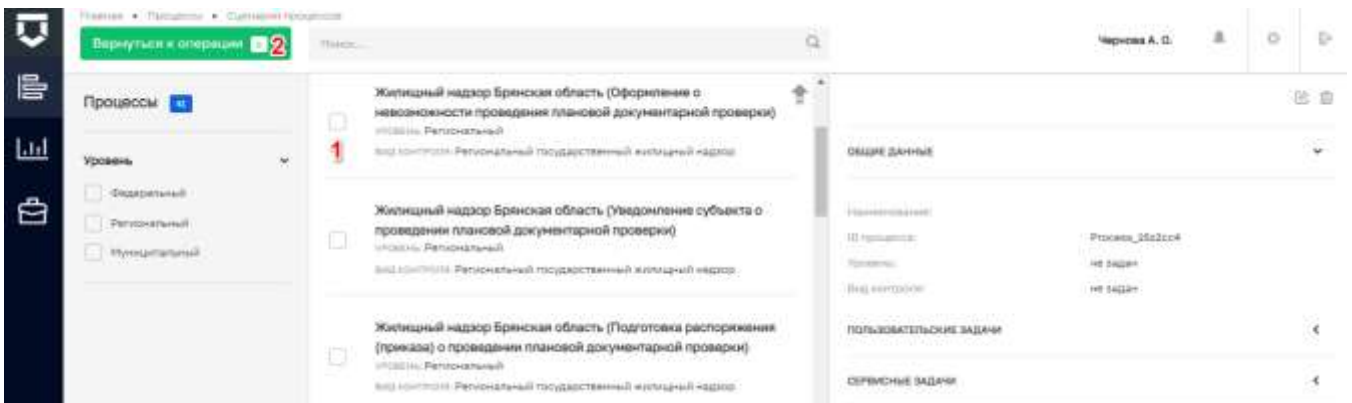 Главная • Процессы • Сценарии процессов
Вернуться к операции 2
Поиск...
Чернова А. О.
Процессы
Уровень
Федеральный
Региональный
Муниципальный
1
Жилищный надзор Брянская область (Оформление о
невозможности проведения плановой документарной проверки)
УРОВЕНЬ: Региональный
ВИД КОНТРОЛЯ: Региональный государственный жилищный надзор
Жилищный надзор Брянская область (Уведомление субъекта о
проведении плановой документарной проверки)
УРОВЕНЬ: Региональный
ВИД КОНТРОЛЯ: Региональный государственный жилищный надзор
Жилищный надзор Брянская область (Подготовка распоряжения
(приказа) о проведении плановой документарной проверки)
УРОВЕНЬ: Региональный
ВИД КОНТРОЛЯ: Региональный государственный жилищный надзор
ОБЩИЕ ДАННЫЕ
Наименование:
ID процесса:
Уровень: не задан
Вид контроля: не задан
ПОЛЬЗОВАТЕЛЬСКИЕ ЗАДАЧИ
СЕРВИСНЫЕ ЗАДАЧИ